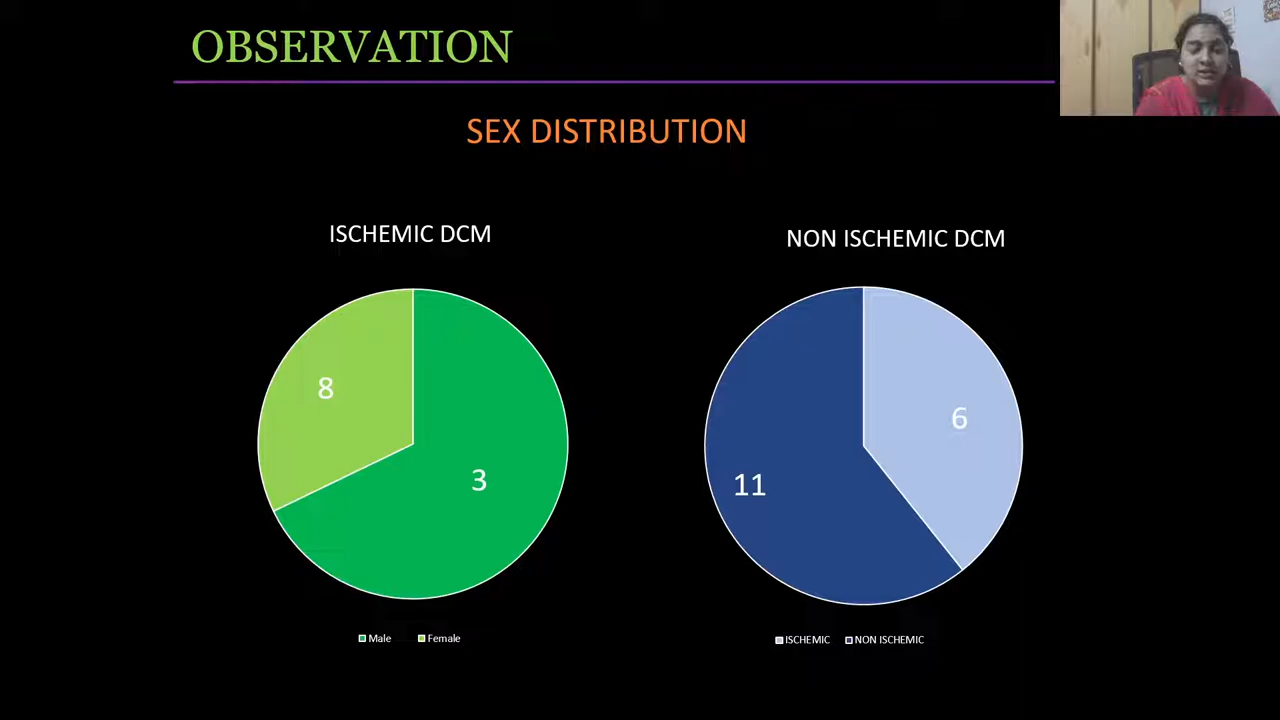 OBSERVATION
SEX DISTRIBUTION
ISCHEMIC DCM
8
3
Male Female
NON ISCHEMIC DCM
6
11
ISCHEMIC NON ISCHEMIC